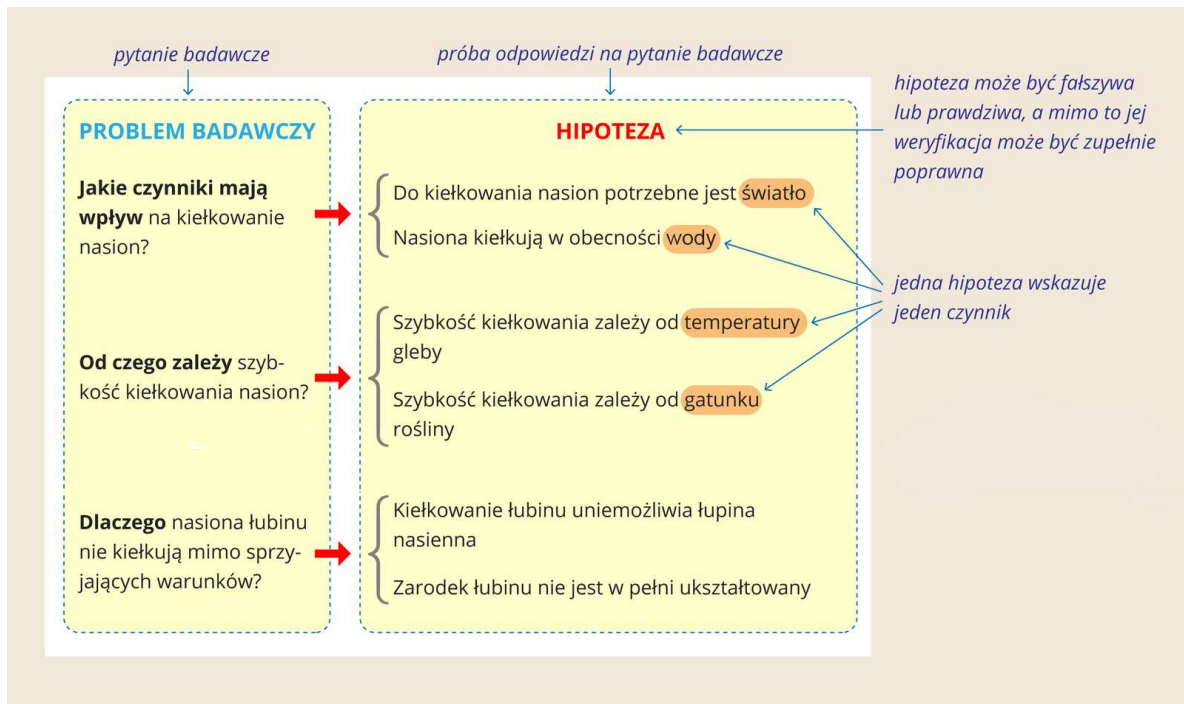 pytanie badawcze
próba odpowiedzi na pytanie badawcze
hipoteza może być fałszywa
lub prawdziwa, a mimo to jej
weryfikacja może być zupełnie
poprawna
PROBLEM BADAWCZY
HIPOTEZA
Jakie czynniki mają
wpływ na kiełkowanie
nasion?
Do kiełkowania nasion potrzebne jest światło
Nasiona kiełkują w obecności wody
jedna hipoteza wskazuje
jeden czynnik
Od czego zależy szyb-
kość kiełkowania nasion?
Szybkość kiełkowania zależy od temperatury
gleby
Szybkość kiełkowania zależy od gatunku
rośliny
Dlaczego nasiona łubinu
nie kiełkują mimo sprzy-
jających warunków?
Kiełkowanie łubinu uniemożliwia łupina
nasienna
Zarodek łubinu nie jest w pełni ukształtowany